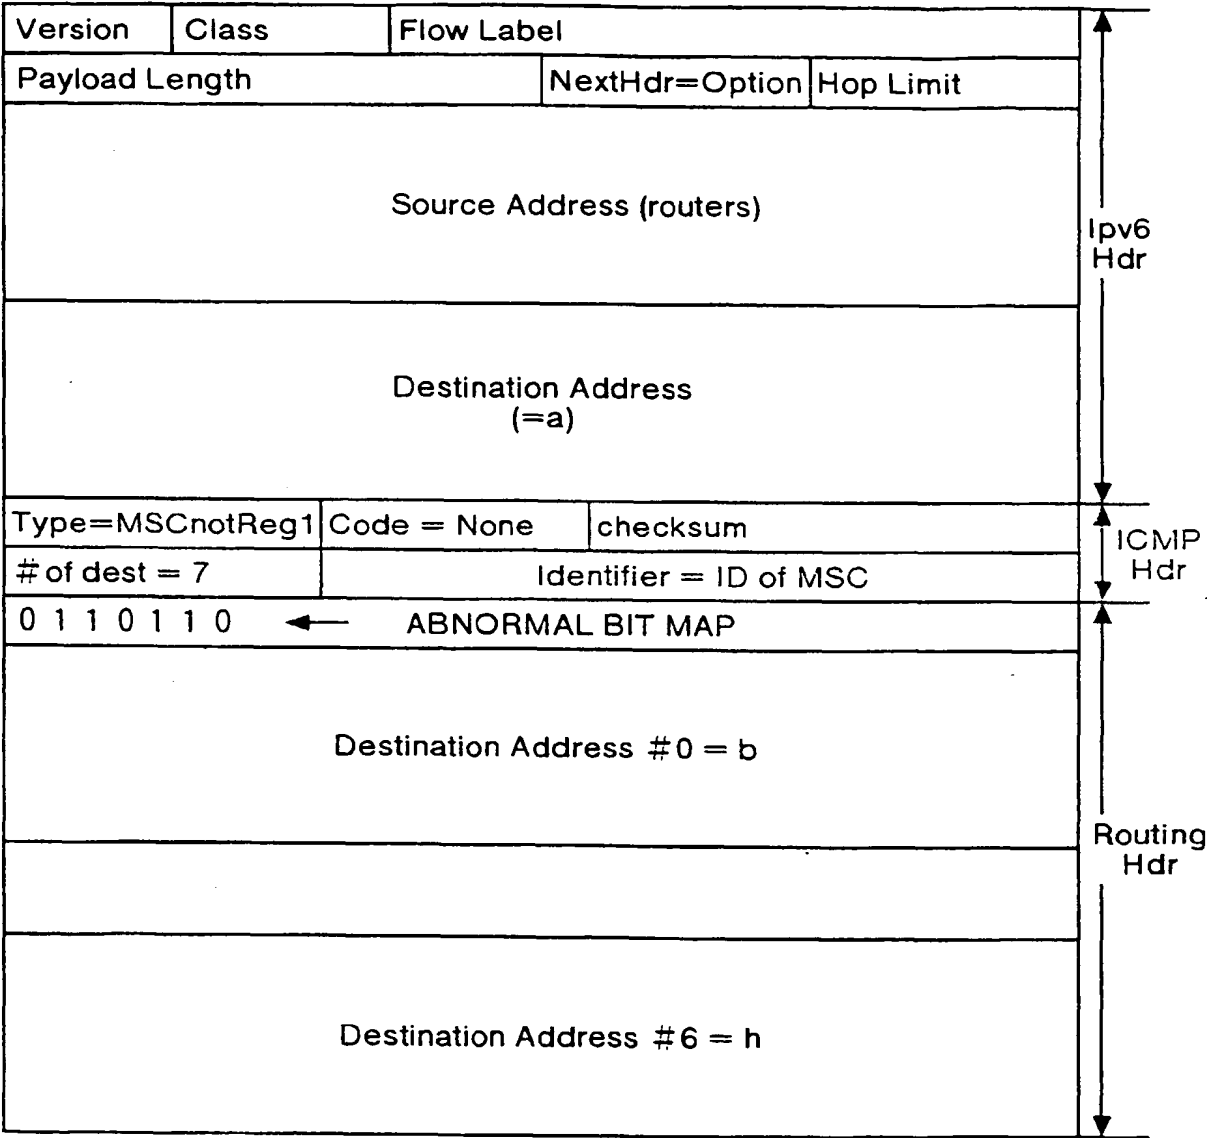 Version Class Flow Label
Payload Length NextHdr=Option Hop Limit
Source Address (routers)
Ipv6
Hdr
Destination Address
(=a)
Type=MSCnotReg1 Code = None checksum
ICMP
Hdr
# of dest = 7 Identifier = ID of MSC
0 1 1 0 1 1 0 ABNORMAL BIT MAP
Destination Address #0 = b
Routing
Hdr
Destination Address #6 = h